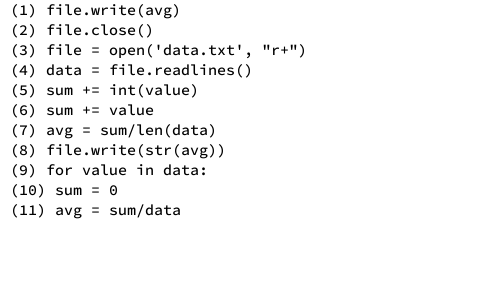 (1) file.write(avg)
(2) file.close()
(3) file = open('data.txt', "r+")
(4) data = file.readlines()
(5) sum += int(value)
(6) sum += value
(7) avg = sum/len(data)
(8) file.write(str(avg))
(9) for value in data:
(10) sum = 0
(11) avg = sum/data